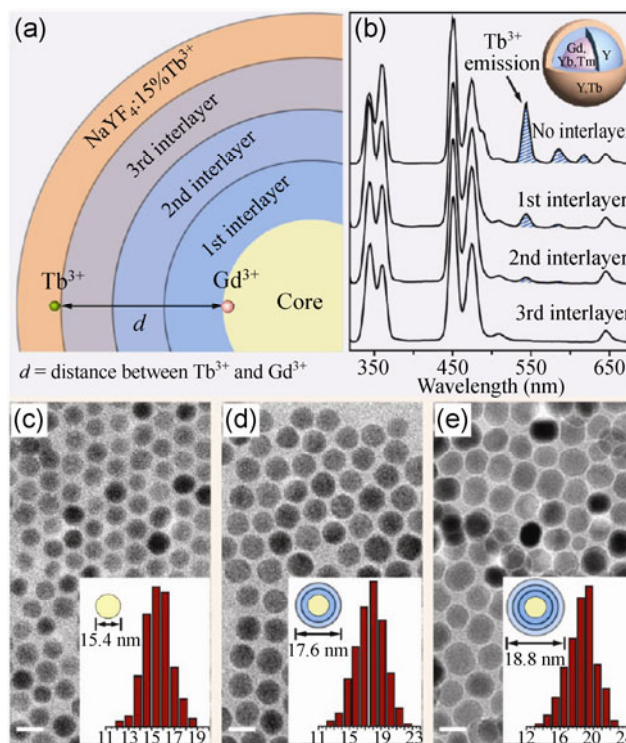 (a)
NaYF₄:15%Tb³⁺
3rd interlayer
2nd interlayer
1st interlayer
Tb³⁺
Gd³⁺
Core
d
d = distance between Tb³⁺ and Gd³⁺
(b)
Tb³⁺
emission
Gd,
Yb,Tm
Y
Y,Tb
No interlayer
1st interlayer
2nd interlayer
3rd interlayer
350 450 550 650
Wavelength (nm)
(c)
15.4 nm
11 13 15 17 19
(d)
17.6 nm
11 15 19 23
(e)
18.8 nm
12 16 20 24